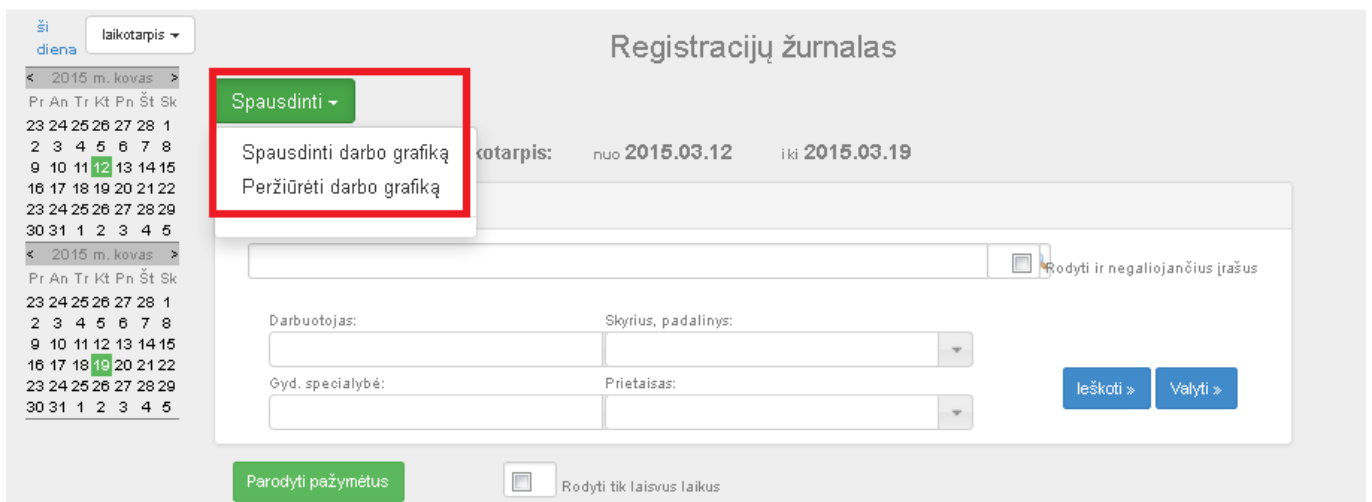 ši
diena
laikotarpis
Registracijų žurnalas
< 2015 m. kovas >
Pr An Tr Kt Pn Št Sk
23 24 25 26 27 28 1
2 3 4 5 6 7 8
9 10 11 12 13 14 15
16 17 18 19 20 21 22
23 24 25 26 27 28 29
30 31 1 2 3 4 5
< 2015 m. kovas >
Pr An Tr Kt Pn Št Sk
23 24 25 26 27 28 1
2 3 4 5 6 7 8
9 10 11 12 13 14 15
16 17 18 19 20 21 22
23 24 25 26 27 28 29
30 31 1 2 3 4 5
Spausdinti
Spausdinti darbo grafiką
Peržiūrėti darbo grafiką
kotarpis: nuo 2015.03.12 iki 2015.03.19
Rodyti ir negaliojančius įrašus
Darbuotojas: Skyrius, padalinys:
Gyd. specialybė: Prietaisas:
Ieškoti » Valyti »
Parodyti pažymėtus Rodyti tik laisvus laikus